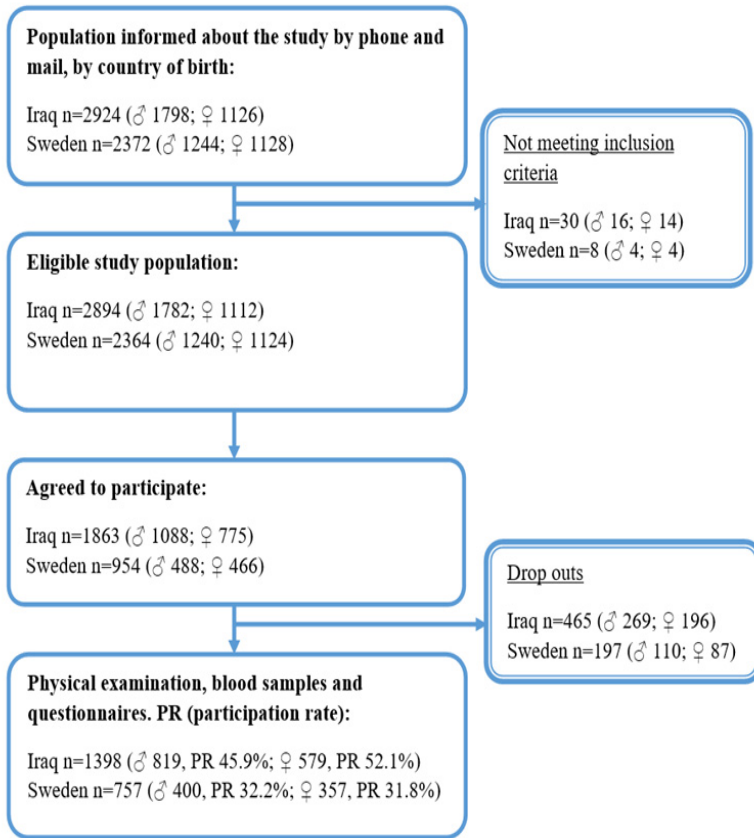 Population informed about the study by phone and
mail, by country of birth:
Iraq n=2924 (♂ 1798; ♀ 1126)
Sweden n=2372 (♂ 1244; ♀ 1128)
Not meeting inclusion
criteria
Iraq n=30 (♂ 16; ♀ 14)
Sweden n=8 (♂ 4; ♀ 4)
Eligible study population:
Iraq n=2894 (♂ 1782; ♀ 1112)
Sweden n=2364 (♂ 1240; ♀ 1124)
Agreed to participate:
Iraq n=1863 (♂ 1088; ♀ 775)
Sweden n=954 (♂ 488; ♀ 466)
Drop outs
Iraq n=465 (♂ 269; ♀ 196)
Sweden n=197 (♂ 110; ♀ 87)
Physical examination, blood samples and
questionnaires. PR (participation rate):
Iraq n=1398 (♂ 819, PR 45.9%; ♀ 579, PR 52.1%)
Sweden n=757 (♂ 400, PR 32.2%; ♀ 357, PR 31.8%)